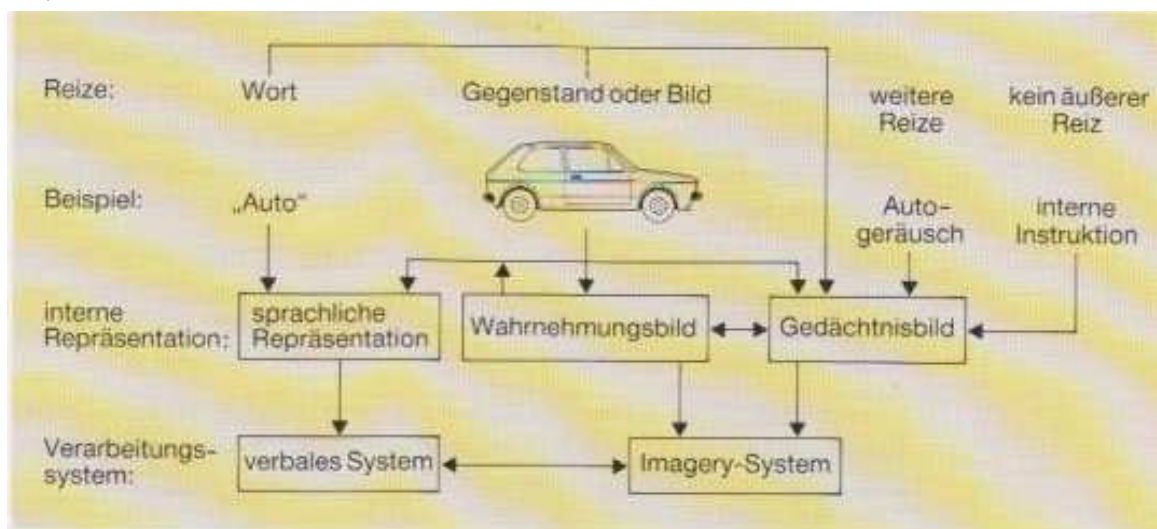 Reize:
Wort
Gegenstand oder Bild
weitere
Reize
kein äußerer
Reiz
Beispiel:
„Auto“
Auto-
geräusch
interne
Instruktion
interne
Repräsentation:
sprachliche
Repräsentation
Wahrnehmungsbild
Gedächtnisbild
Verarbeitungs-
system:
verbales System
Imagery-System